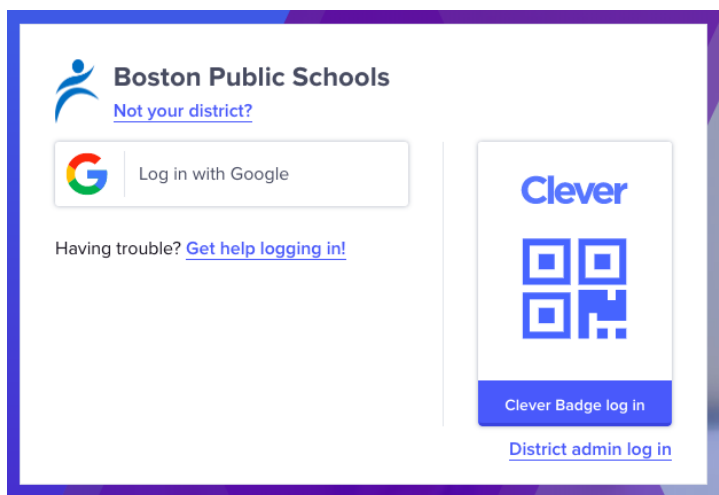 Boston Public Schools
Not your district?
Log in with Google
Having trouble? Get help logging in!
Clever
Clever Badge log in
District admin log in